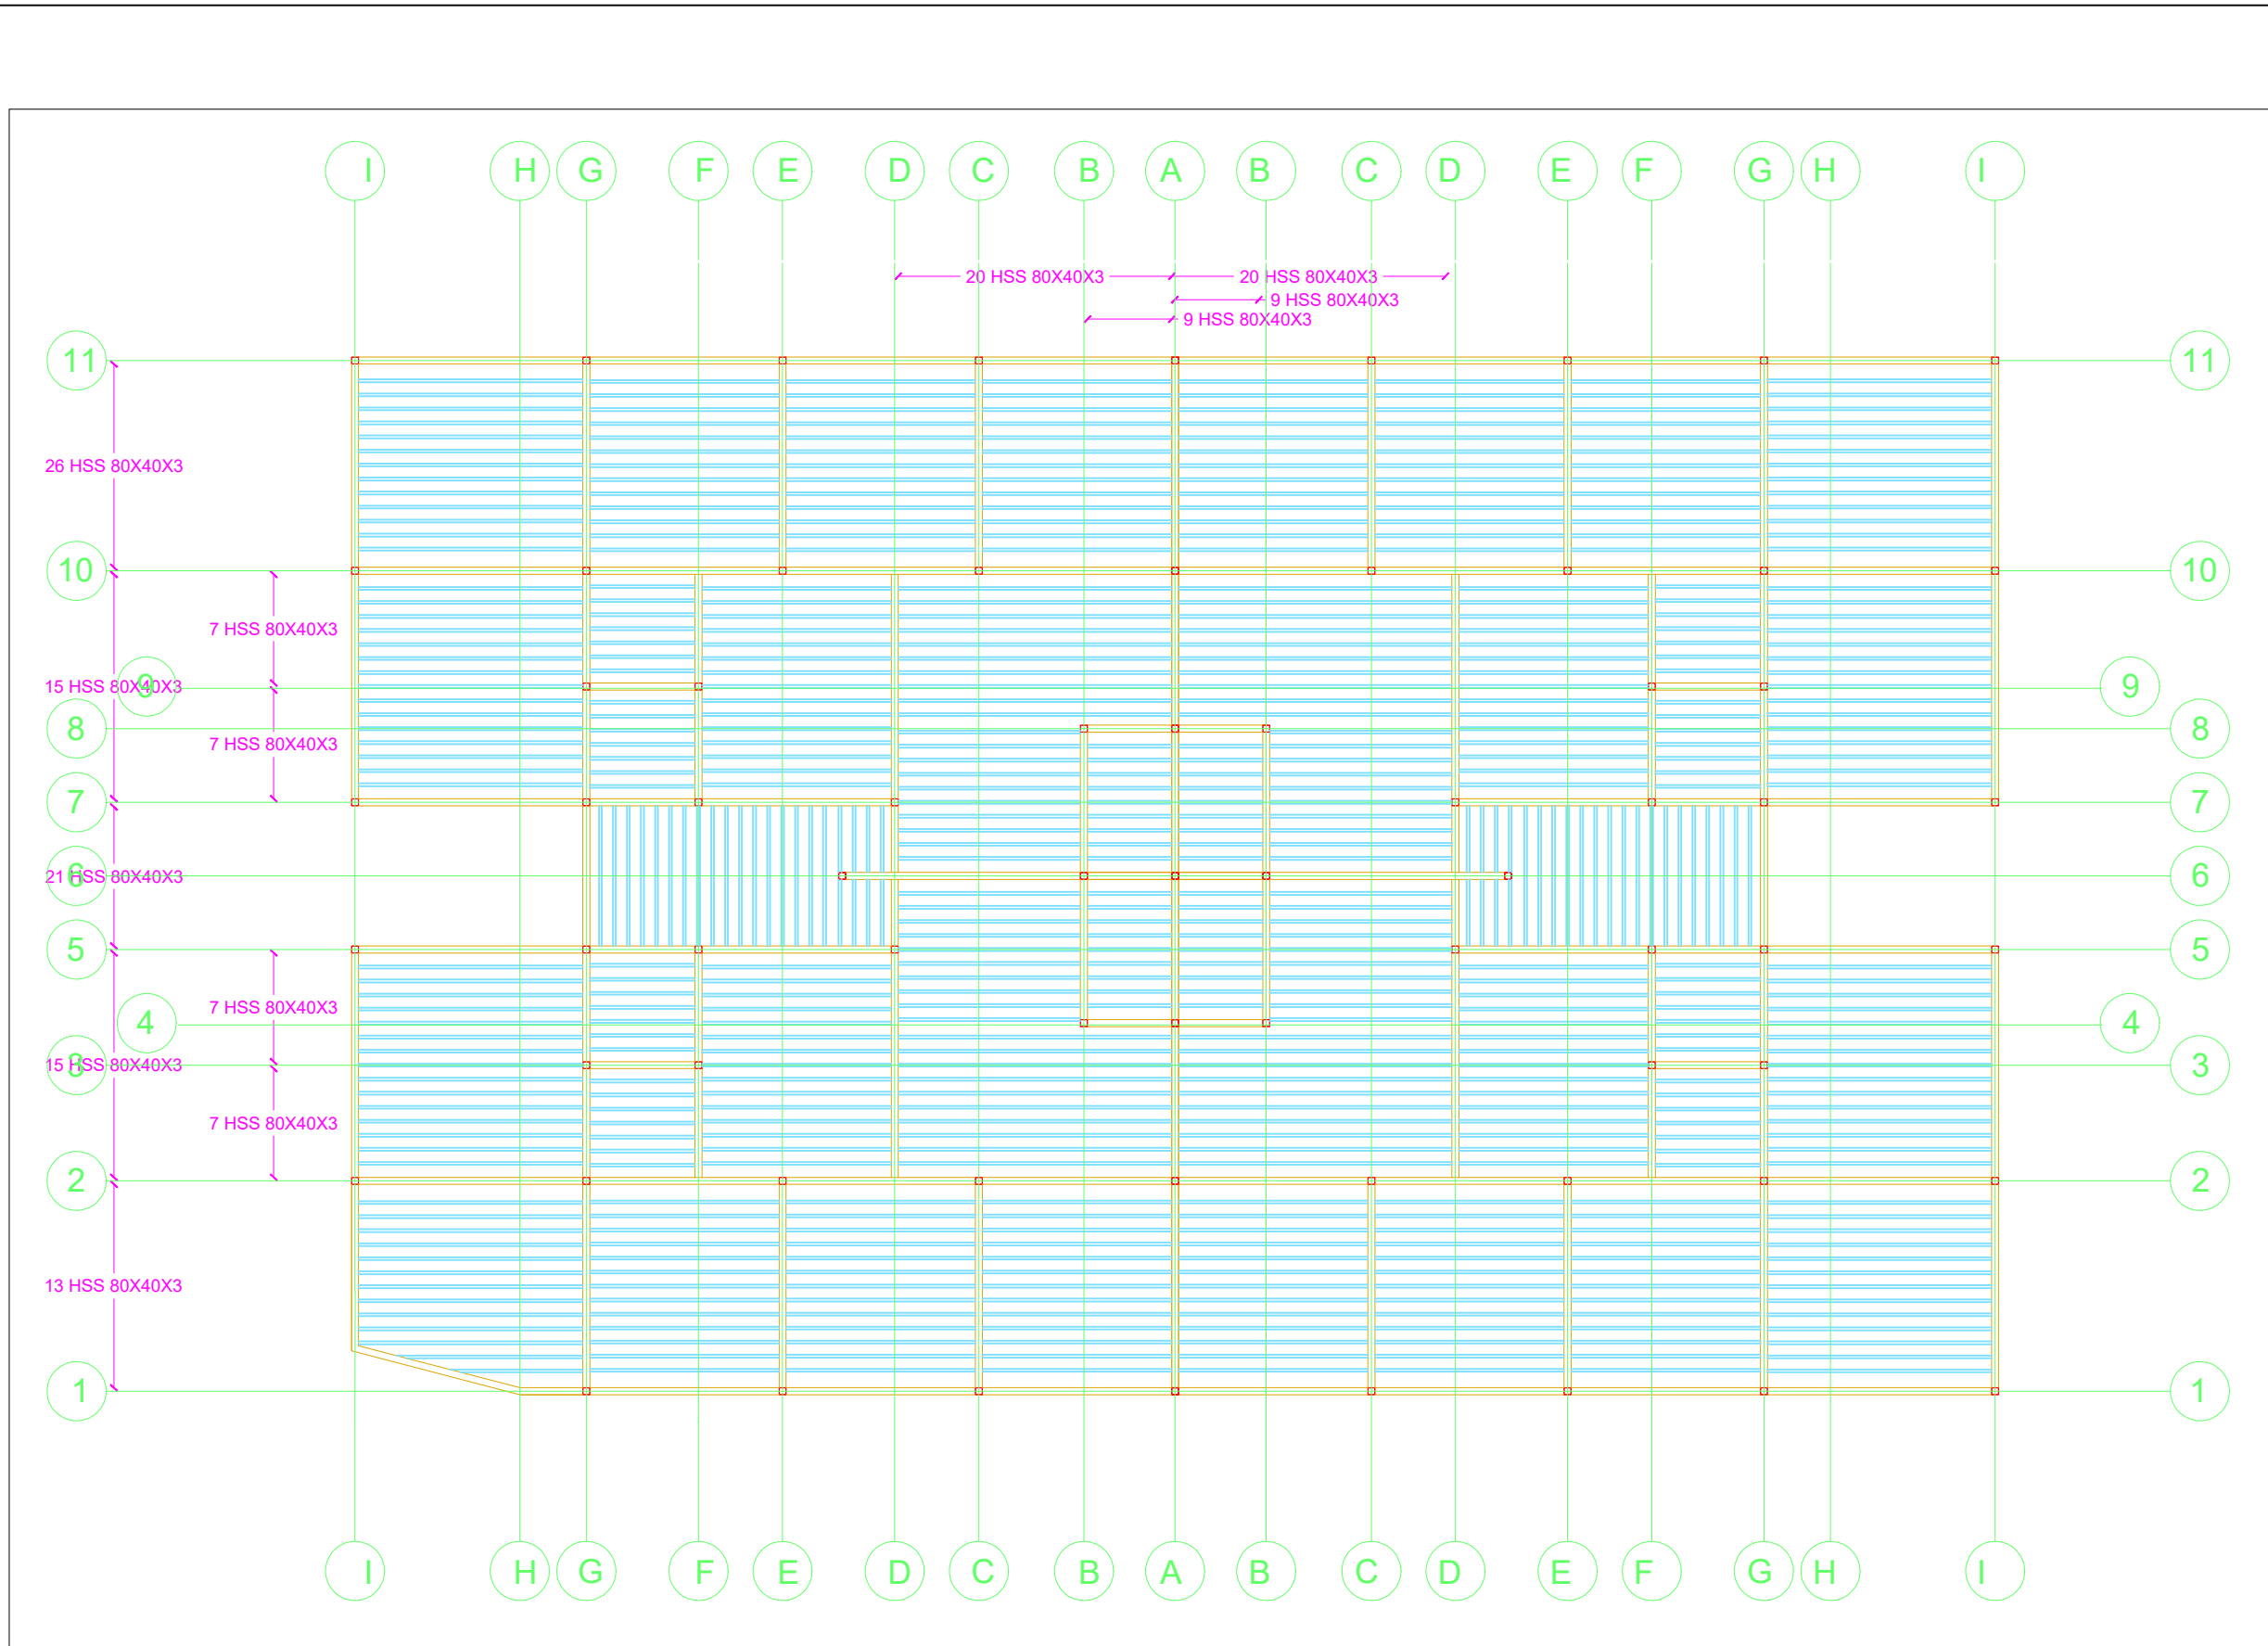 I H G F E D C B A B C D E F G H I
20 HSS 80X40X3 20 HSS 80X40X3
9 HSS 80X40X3
9 HSS 80X40X3
11 11
26 HSS 80X40X3
10 10
7 HSS 80X40X3
15 HSS 80X40X3 9 9
8 8
7 HSS 80X40X3
7 7
21 HSS 80X40X3 6 6
5 5
7 HSS 80X40X3
4 4
15 HSS 80X40X3 3 3
7 HSS 80X40X3
2 2
13 HSS 80X40X3
1 1
I H G F E D C B A B C D E F G H I